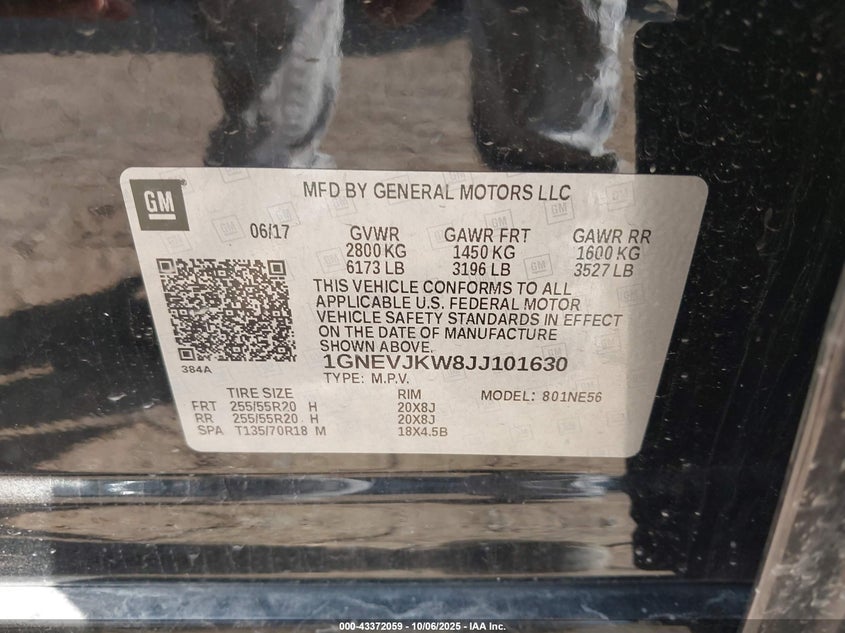 GM
MFD BY GENERAL MOTORS LLC
06/17 GVWR GAWR FRT GAWR RR
2800 KG 1450 KG 1600 KG
6173 LB 3196 LB 3527 LB
THIS VEHICLE CONFORMS TO ALL
APPLICABLE U.S. FEDERAL MOTOR
VEHICLE SAFETY STANDARDS IN EFFECT
ON THE DATE OF MANUFACTURE
SHOWN ABOVE.
384A
1GNEVJKW8JJ101630
TYPE: M.P.V.
TIRE SIZE RIM MODEL: 801NE56
FRT 255/55R20 H 20X8J
RR 255/55R20 H 20X8J
SPA T135/70R18 M 18X4.5B
000-43372059 - 10/06/2025 - IAA Inc.